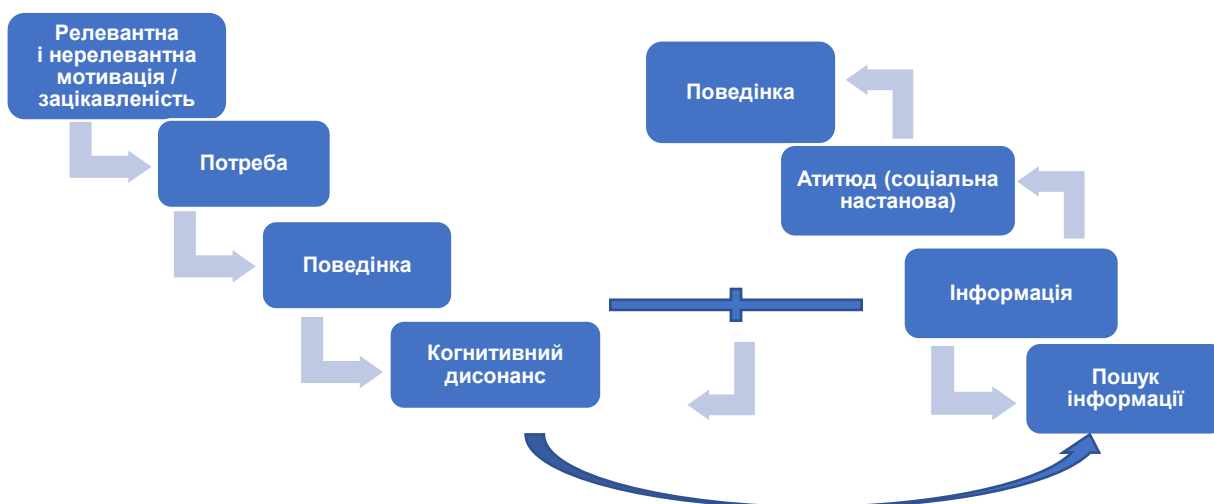 Релевантна
і нерелевантна
мотивація /
зацікавленість
Потреба
Поведінка
Когнитивний
дисонанс
Поведінка
Атитюд (соціальна
настанова)
Інформація
Пошук
інформації